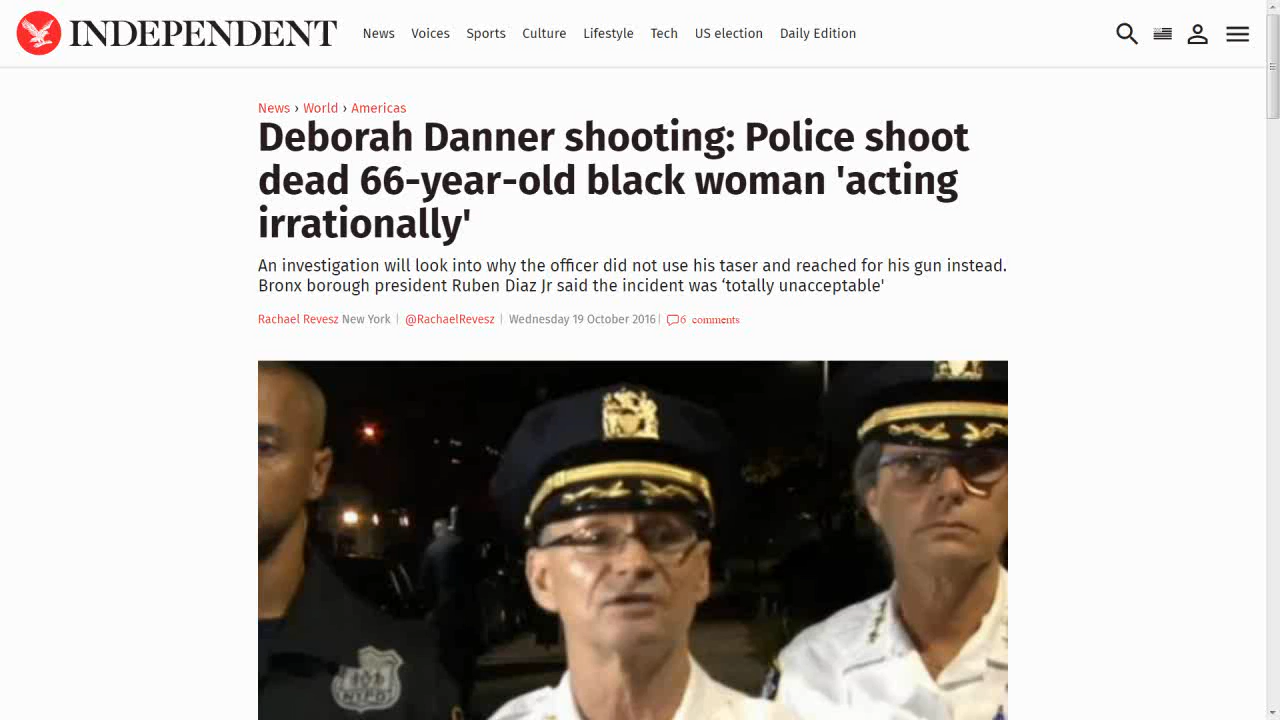 INDEPENDENT News Voices Sports Culture Lifestyle Tech US election Daily Edition
News › World › Americas
Deborah Danner shooting: Police shoot
dead 66-year-old black woman 'acting
irrationally'
An investigation will look into why the officer did not use his taser and reached for his gun instead.
Bronx borough president Ruben Diaz Jr said the incident was ‘totally unacceptable'
Rachael Revesz New York | @RachaelRevesz | Wednesday 19 October 2016 | 6 comments
NYPD